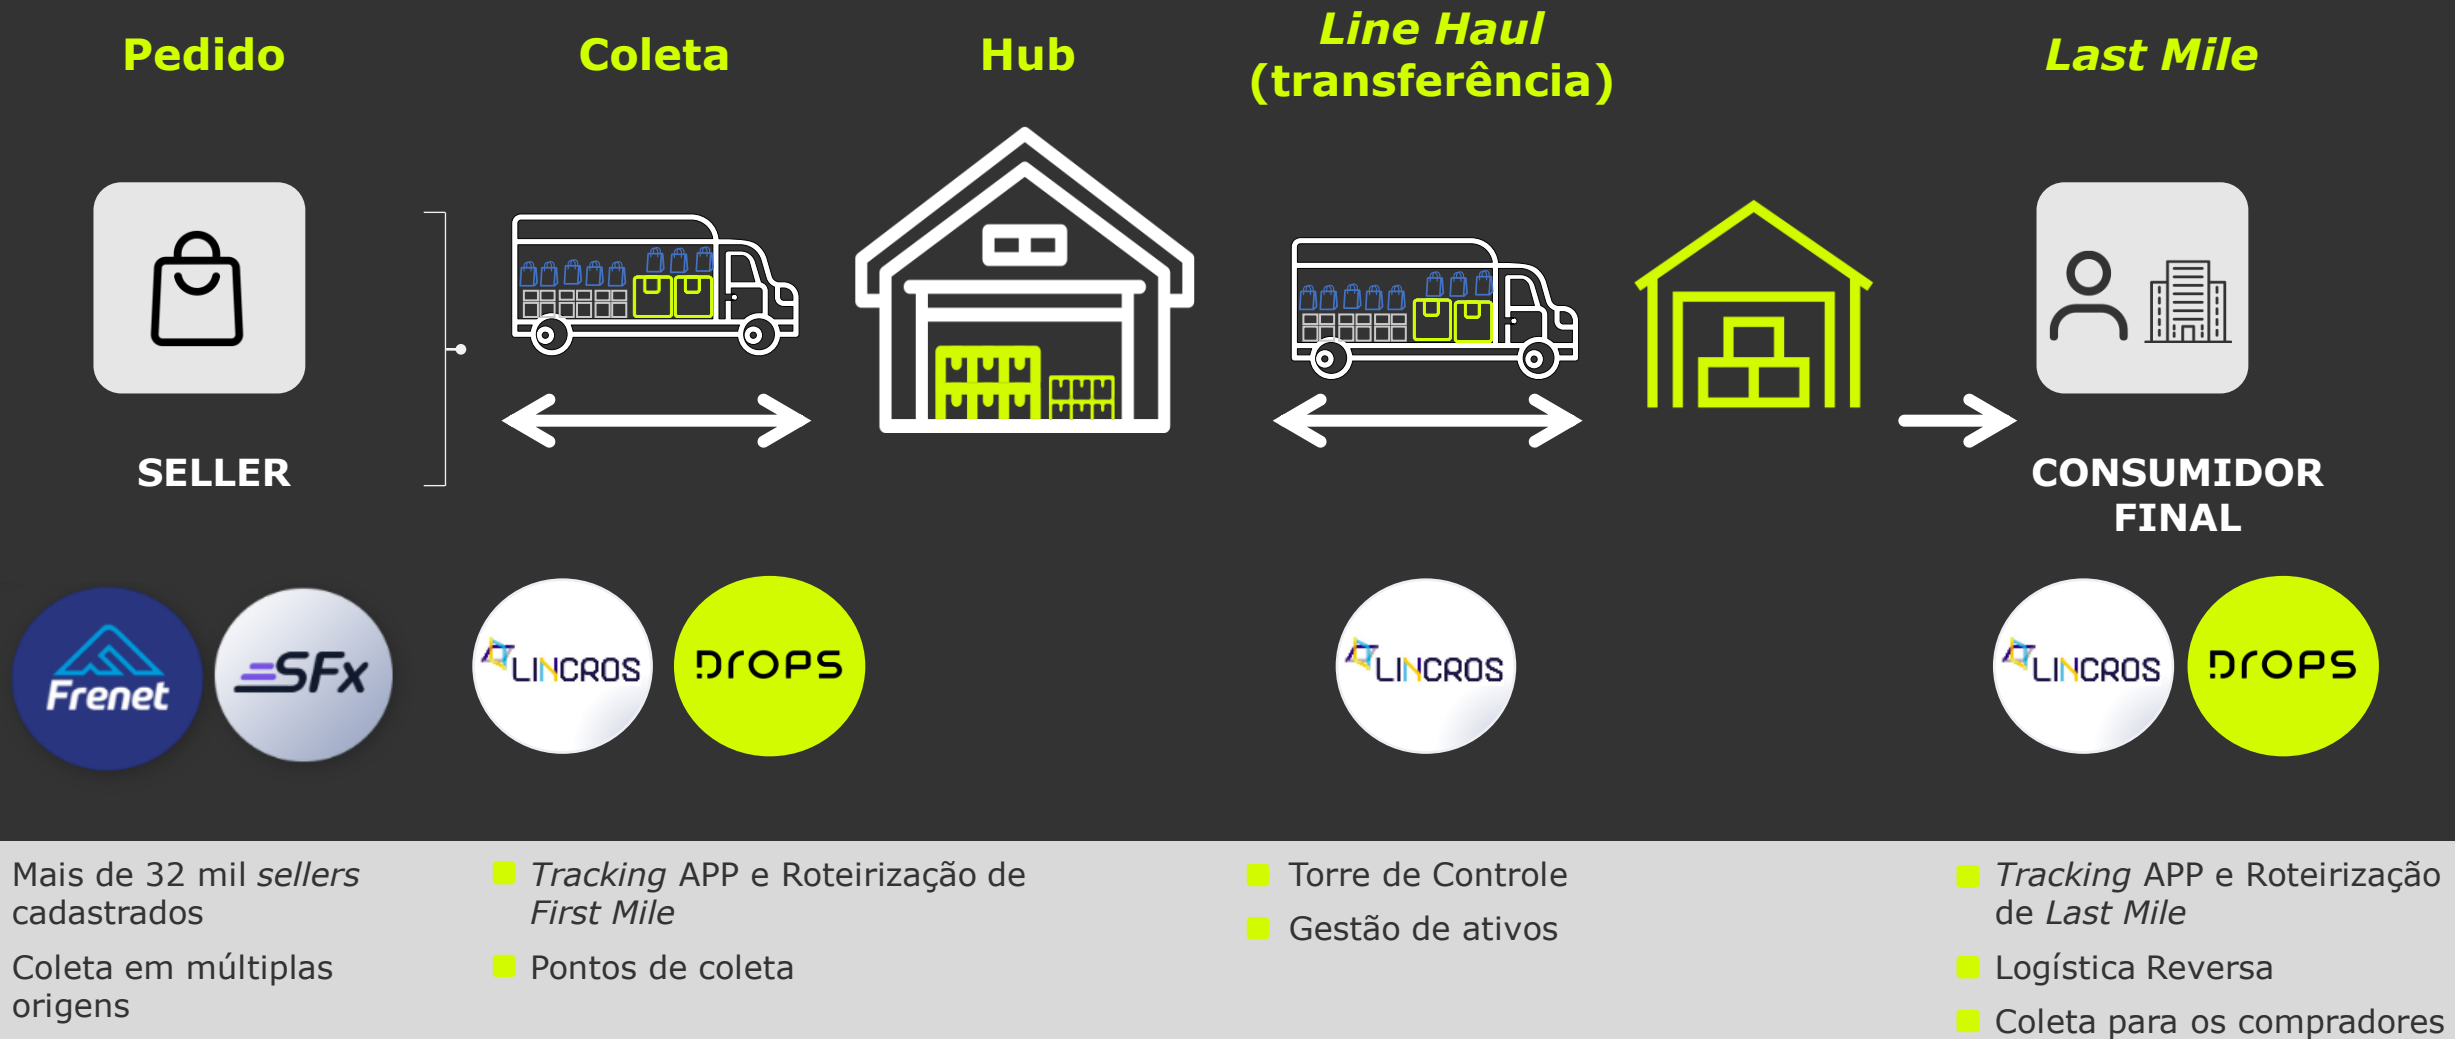 Pedido
Coleta
Hub
Line Haul
(transferência)
Last Mile
SELLER
CONSUMIDOR
FINAL
Frenet
SFx
LINCROS
Drops
LINCROS
LINCROS
Drops
Mais de 32 mil sellers
cadastrados
Coleta em múltiplas
origens
Tracking APP e Roteirização de
First Mile
Pontos de coleta
Torre de Controle
Gestão de ativos
Tracking APP e Roteirização
de Last Mile
Logística Reversa
Coleta para os compradores